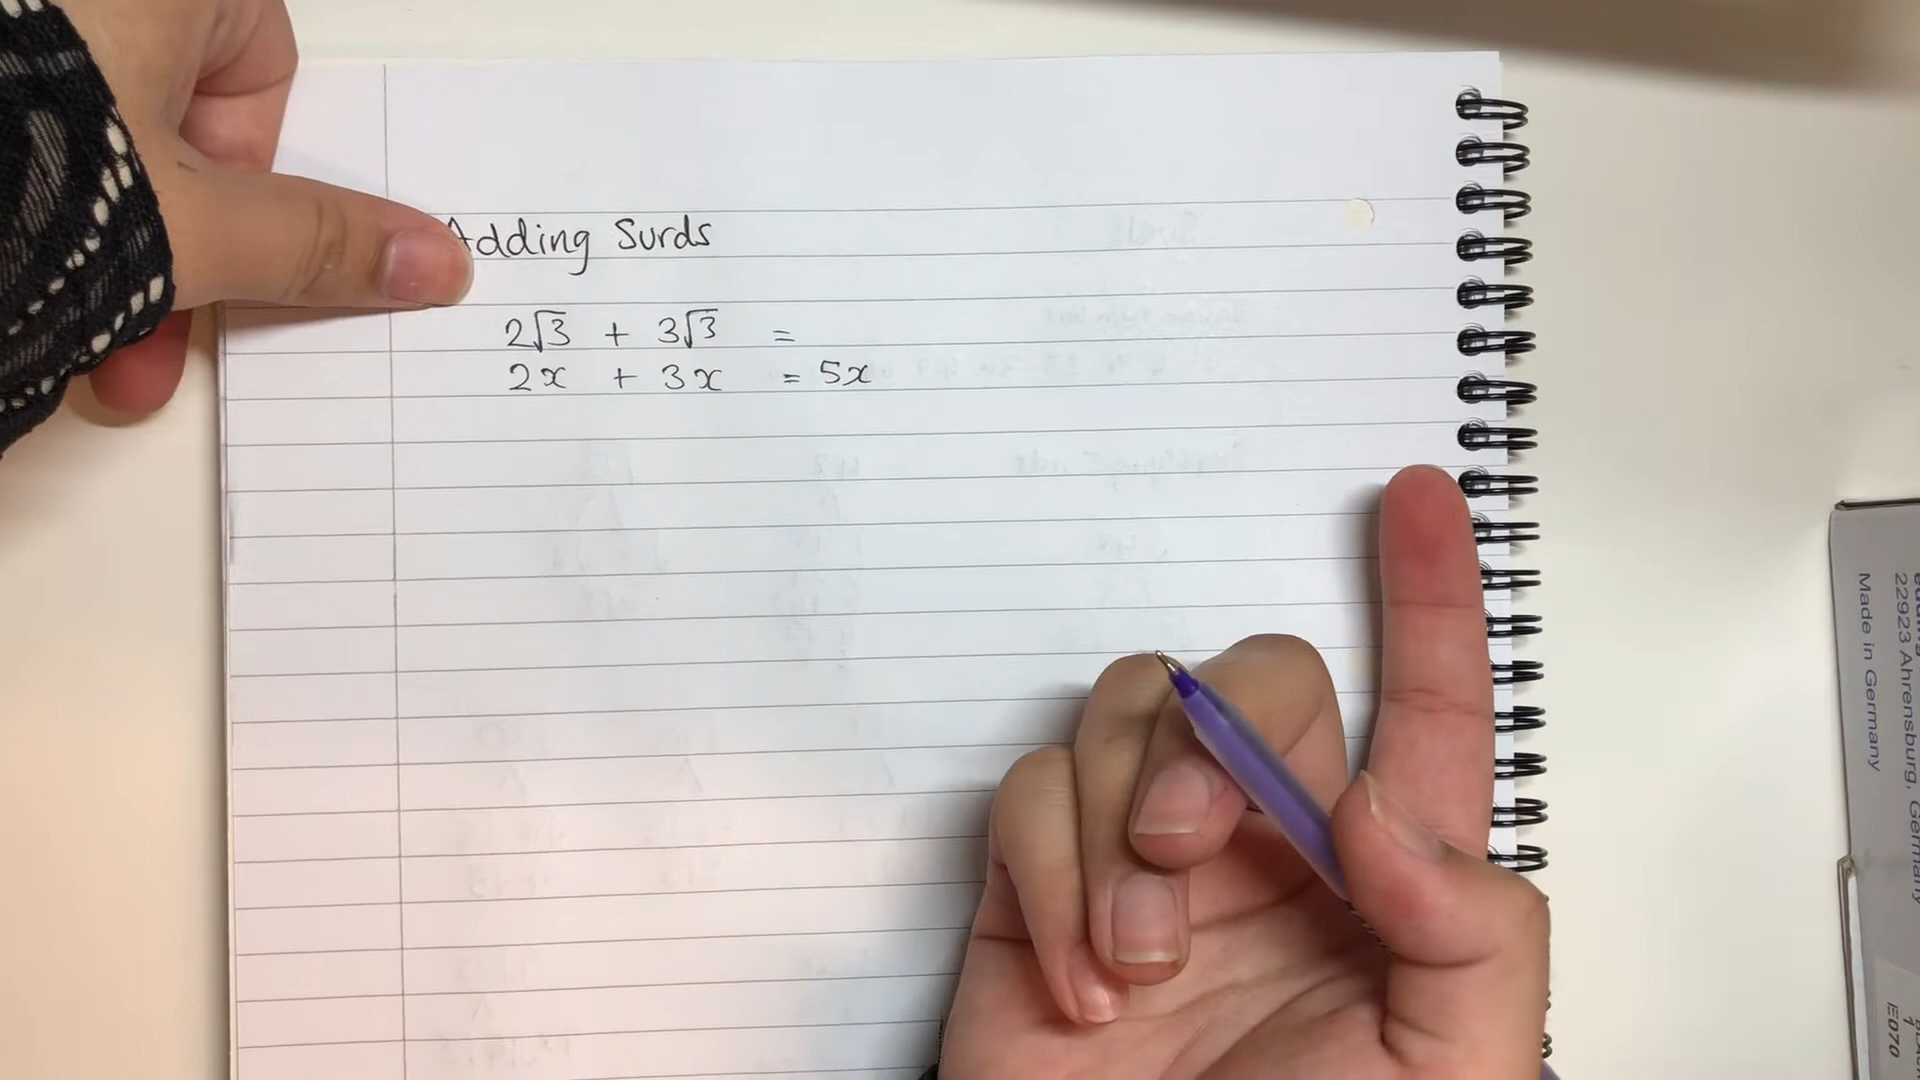 Adding Surds
2√3 + 3√3 =
2x + 3x = 5x
22923 Ahrensburg, Germany
Made in Germany
E070